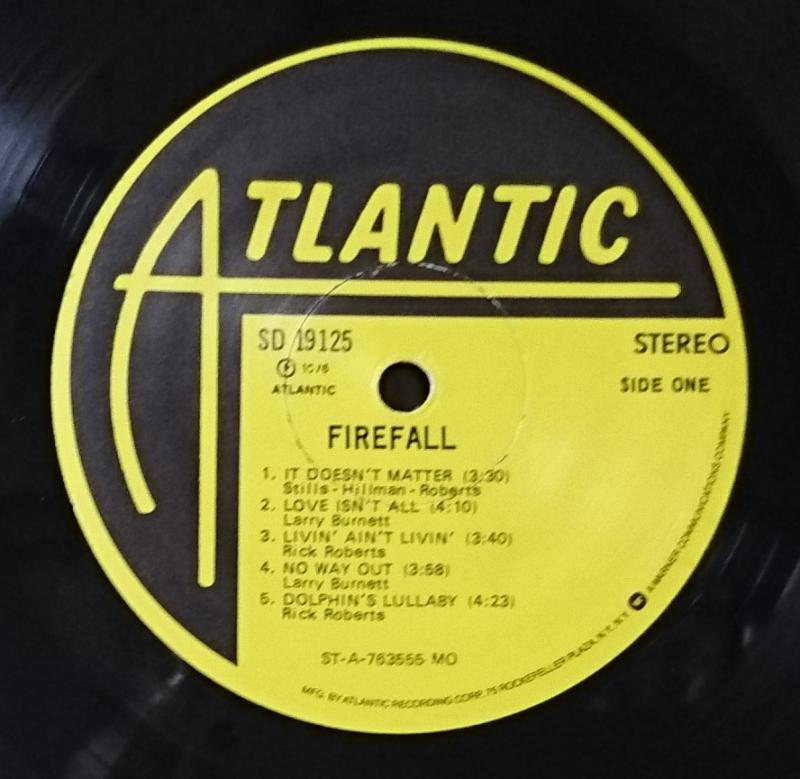 ATLANTIC
SD 19125
STEREO
Ⓟ 1976
SIDE ONE
ATLANTIC
FIREFALL
1. IT DOESN'T MATTER (3:30)
Stills-Hillman-Roberts
2. LOVE ISN'T ALL (4:10)
Larry Burnett
3. LIVIN' AIN'T LIVIN' (3:40)
Rick Roberts
4. NO WAY OUT (3:58)
Larry Burnett
5. DOLPHIN'S LULLABY (4:23)
Rick Roberts
ST-A-763555 MO
MFG. BY ATLANTIC RECORDING CORP., 75 ROCKEFELLER PLAZA, N.Y., N.Y. A WARNER COMMUNICATIONS COMPANY